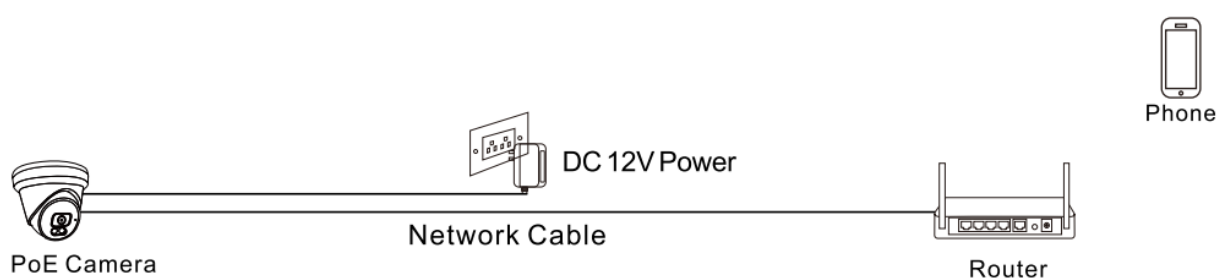 Phone
DC 12V Power
Network Cable
PoE Camera
Router